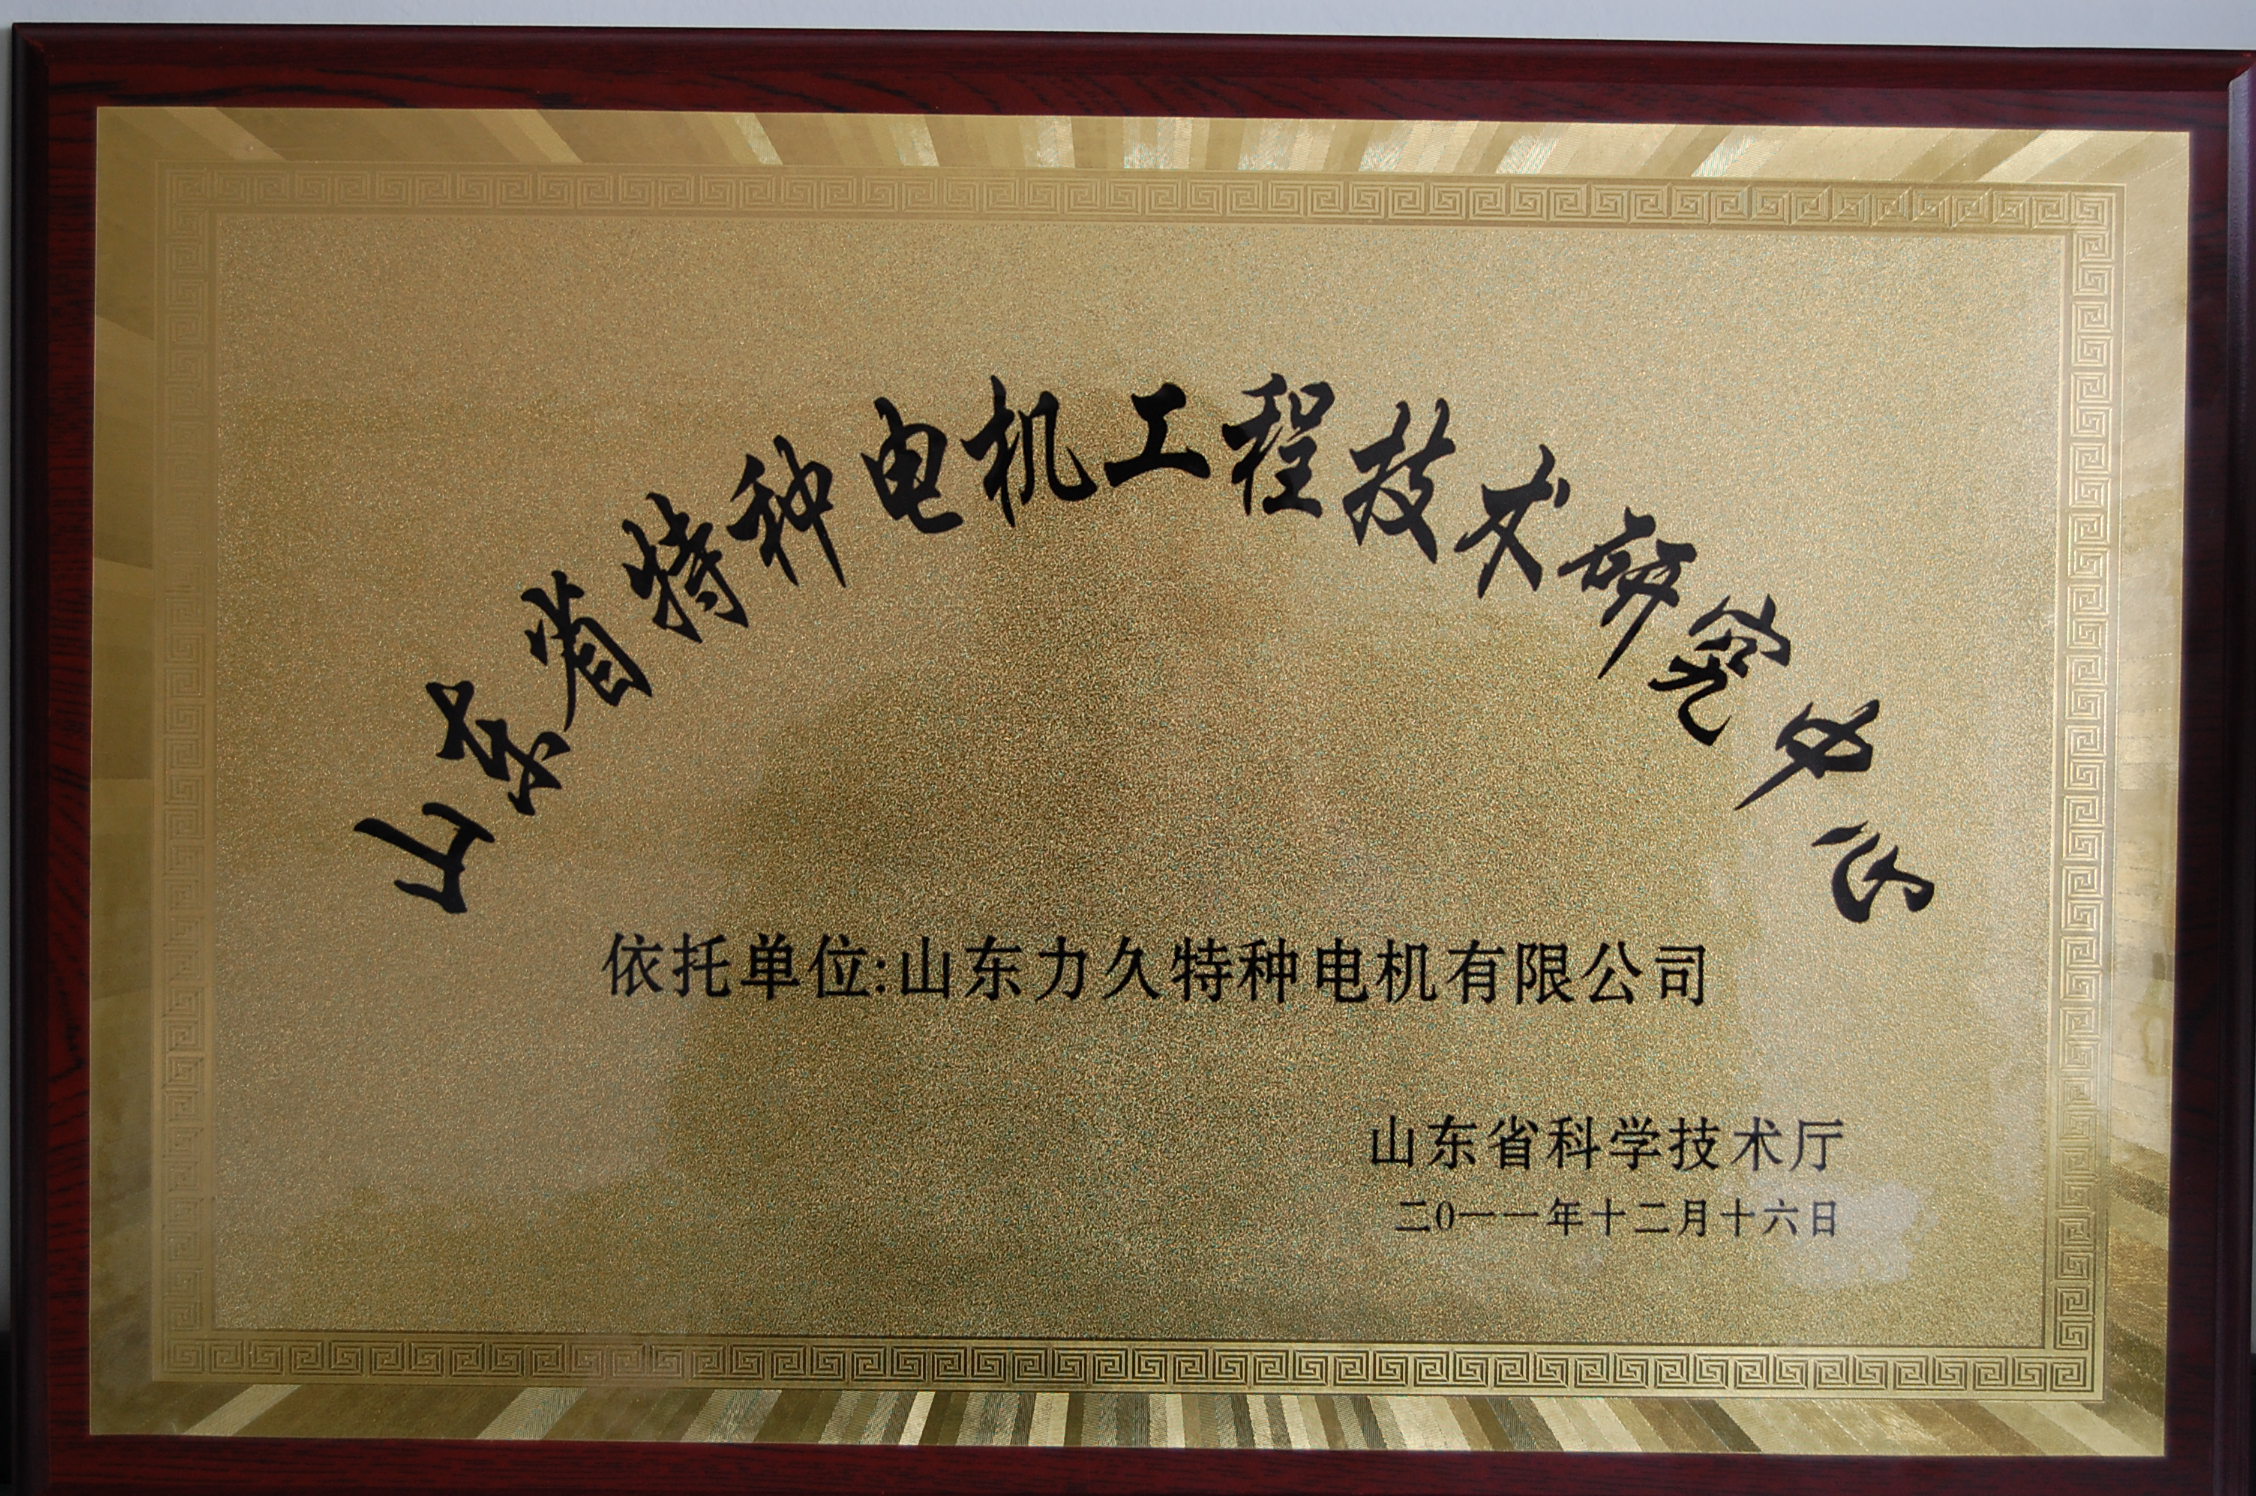 山东省特种电机工程技术研究中心
依托单位:山东力久特种电机有限公司
山东省科学技术厅
二0一一年十二月十六日